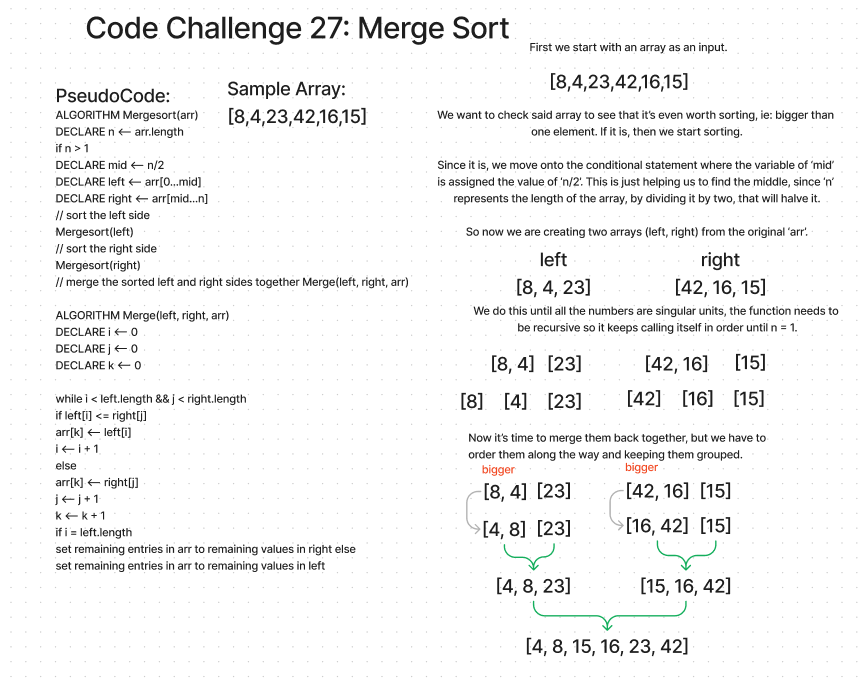 Code Challenge 27: Merge Sort
PseudoCode:
ALGORITHM Mergesort(arr)
DECLARE n <-- arr.length
if n > 1
DECLARE mid <-- n/2
DECLARE left <-- arr[0...mid]
DECLARE right <-- arr[mid...n]
// sort the left side
Mergesort(left)
// sort the right side
Mergesort(right)
// merge the sorted left and right sides together Merge(left, right, arr)
ALGORITHM Merge(left, right, arr)
DECLARE i <-- 0
DECLARE j <-- 0
DECLARE k <-- 0
while i < left.length && j < right.length
if left[i] <= right[j]
arr[k] <-- left[i]
i <-- i + 1
else
arr[k] <-- right[j]
j <-- j + 1
k <-- k + 1
if i = left.length
set remaining entries in arr to remaining values in right else
set remaining entries in arr to remaining values in left
Sample Array:
[8,4,23,42,16,15]
First we start with an array as an input.
[8,4,23,42,16,15]
We want to check said array to see that it's even worth sorting, ie: bigger than
one element. If it is, then we start sorting.
Since it is, we move onto the conditional statement where the variable of 'mid'
is assigned the value of 'n/2'. This is just helping us to find the middle, since 'n'
represents the length of the array, by dividing it by two, that will halve it.
So now we are creating two arrays (left, right) from the original 'arr'.
left right
[8, 4, 23] [42, 16, 15]
We do this until all the numbers are singular units, the function needs to
be recursive so it keeps calling itself in order until n = 1.
[8, 4] [23] [42, 16] [15]
[8] [4] [23] [42] [16] [15]
Now it's time to merge them back together, but we have to
order them along the way and keeping them grouped.
bigger bigger
[8, 4] [23] [42, 16] [15]
[4, 8] [23] [16, 42] [15]
[4, 8, 23] [15, 16, 42]
[4, 8, 15, 16, 23, 42]